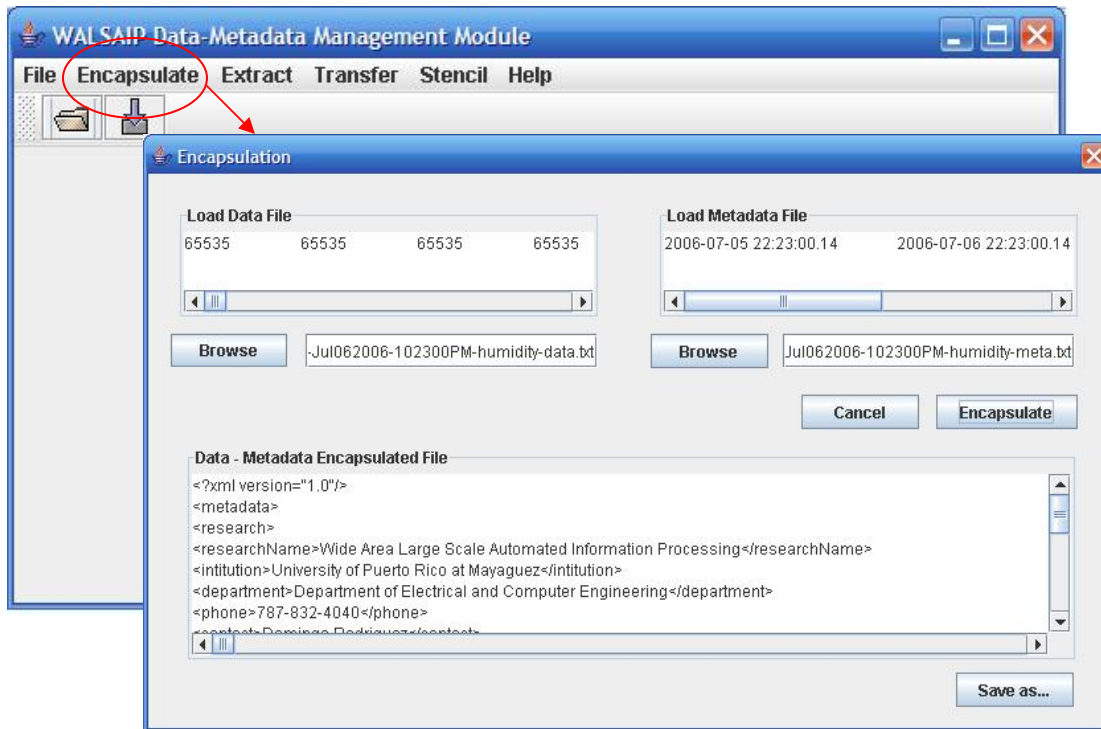 WALSAIP Data-Metadata Management Module
File Encapsulate Extract Transfer Stencil Help
Encapsulation
Load Data File
65535 65535 65535 65535
Load Metadata File
2006-07-05 22:23:00.14 2006-07-06 22:23:00.14
Browse -Jul062006-102300PM-humidity-data.txt
Browse Jul062006-102300PM-humidity-meta.txt
Cancel Encapsulate
Data - Metadata Encapsulated File
<?xml version="1.0"/>
<metadata>
<research>
<researchName>Wide Area Large Scale Automated Information Processing</researchName>
<intitution>University of Puerto Rico at Mayaguez</intitution>
<department>Department of Electrical and Computer Engineering</department>
<phone>787-832-4040</phone>
<contact>Domingo Rodriguez</contact>
Save as...